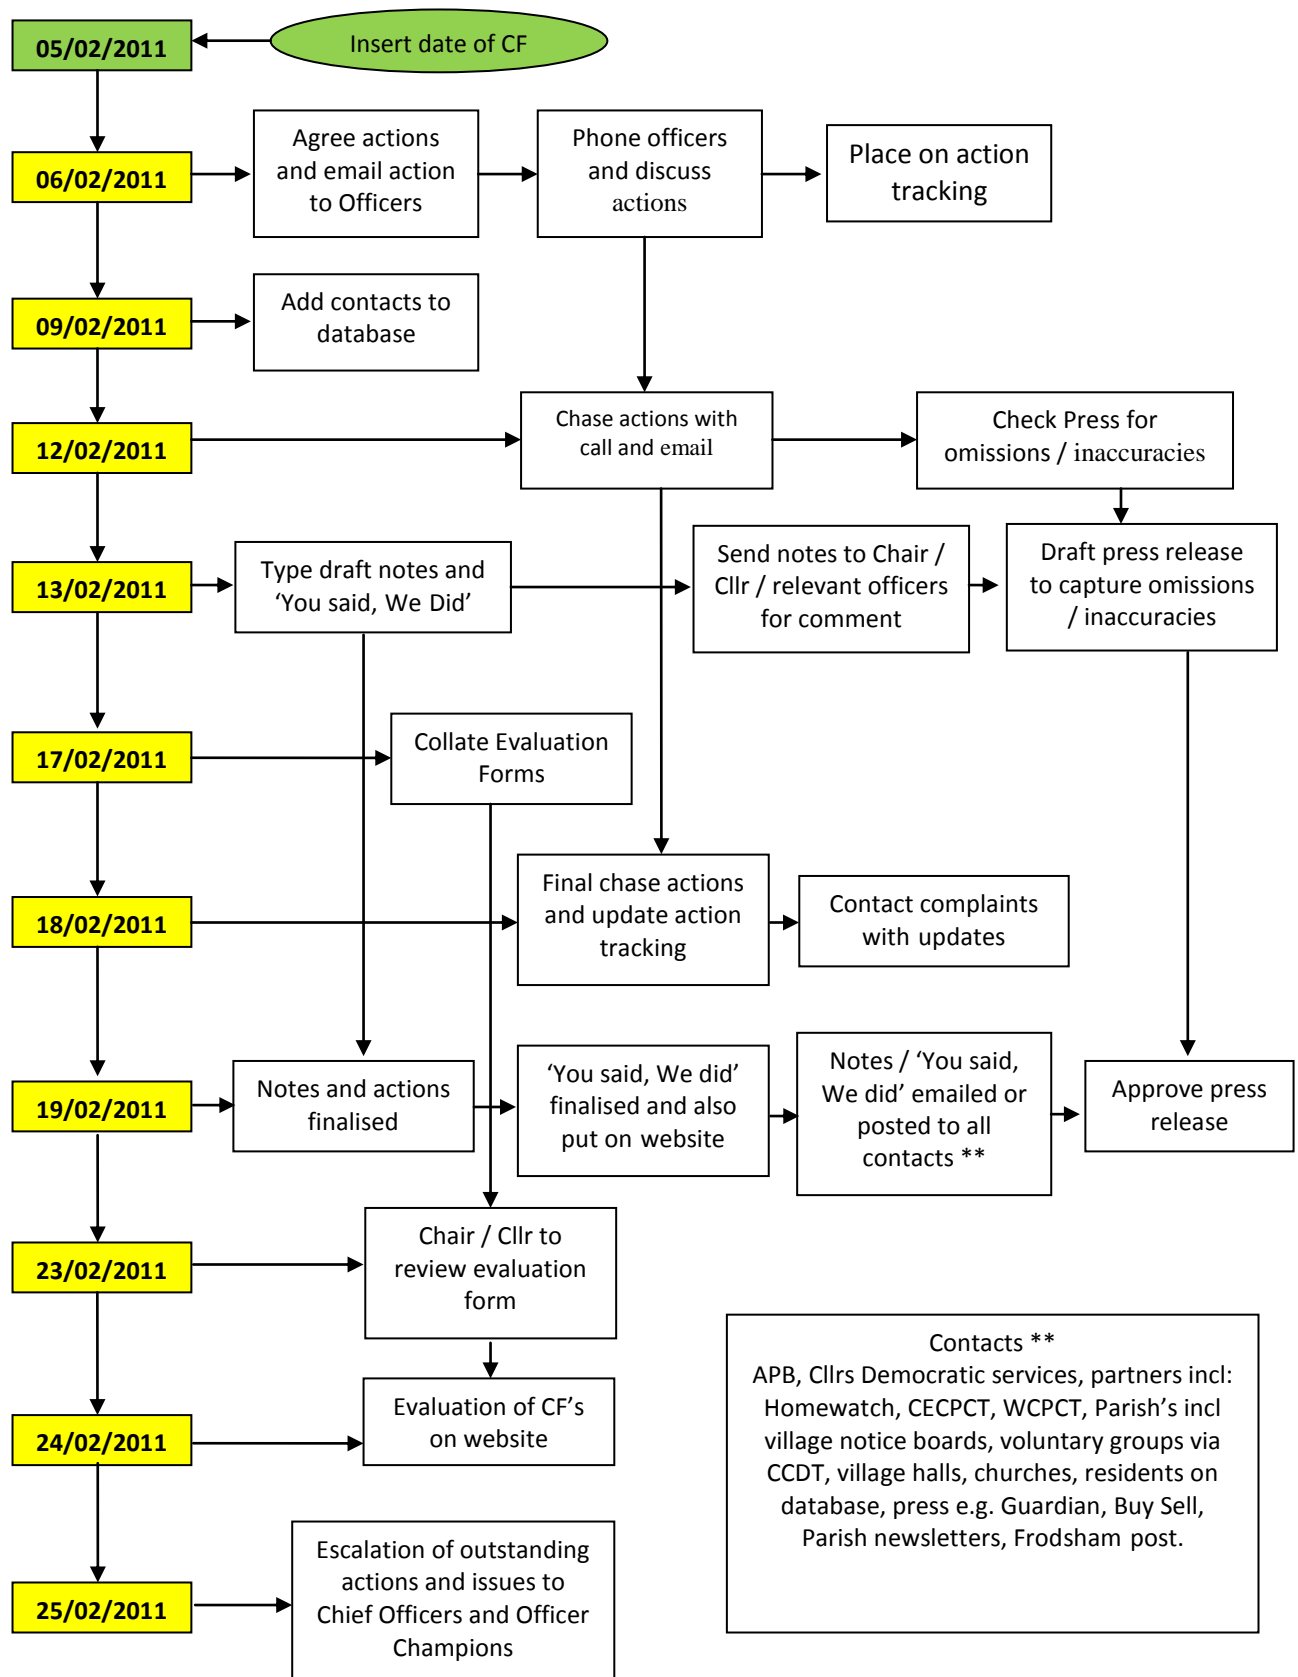 05/02/2011
Insert date of CF
06/02/2011
Agree actions
and email action
to Officers
Phone officers
and discuss
actions
Place on action
tracking
09/02/2011
Add contacts to
database
12/02/2011
Chase actions with
call and email
Check Press for
omissions / inaccuracies
13/02/2011
Type draft notes and
‘You said, We Did’
Send notes to Chair /
Cllr / relevant officers
for comment
Draft press release
to capture omissions
/ inaccuracies
17/02/2011
Collate Evaluation
Forms
18/02/2011
Final chase actions
and update action
tracking
Contact complaints
with updates
19/02/2011
Notes and actions
finalised
‘You said, We did’
finalised and also
put on website
Notes / ‘You said,
We did’ emailed or
posted to all
contacts **
Approve press
release
23/02/2011
Chair / Cllr to
review evaluation
form
24/02/2011
Evaluation of CF’s
on website
25/02/2011
Escalation of outstanding
actions and issues to
Chief Officers and Officer
Champions
Contacts **
APB, Cllrs Democratic services, partners incl:
Homewatch, CECPCT, WCPCT, Parish’s incl
village notice boards, voluntary groups via
CCDT, village halls, churches, residents on
database, press e.g. Guardian, Buy Sell,
Parish newsletters, Frodsham post.